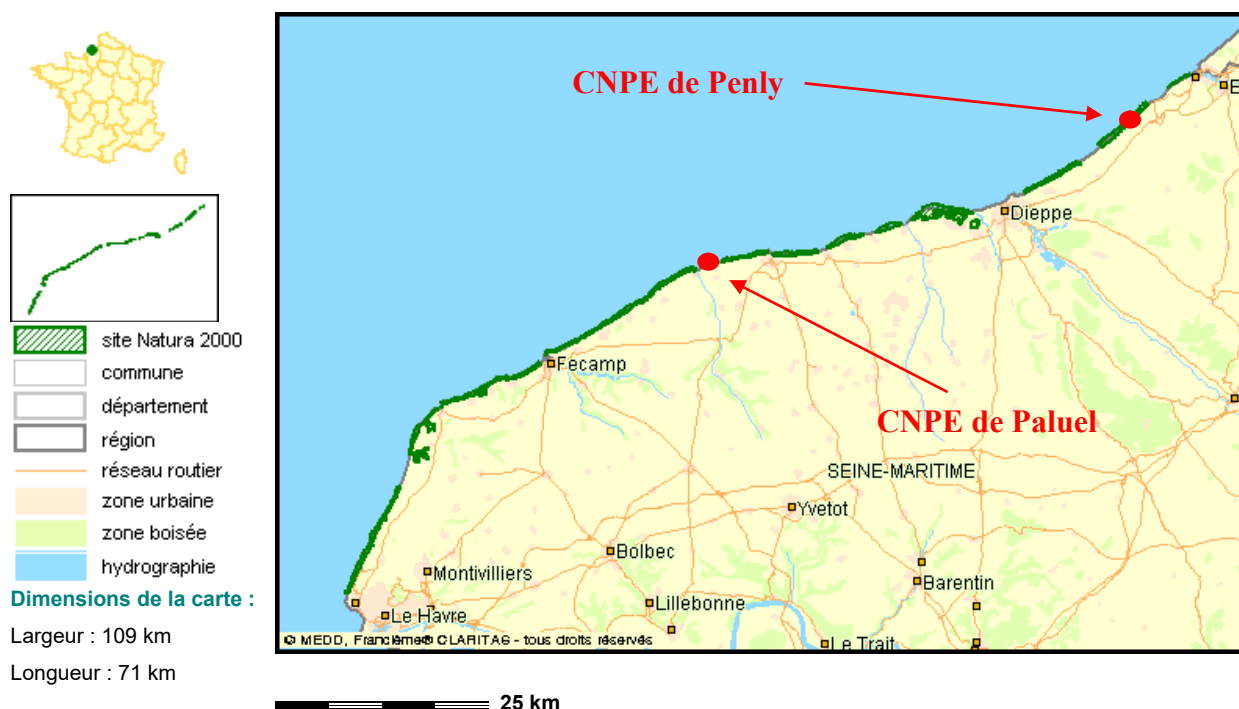 CNPE de Penly
E
Dieppe
Fecamp
CNPE de Paluel
SEINE-MARITIME
Yvetot
Bolbec
Montivilliers
Barentin
Lillebonne
Le Havre
Le Trait
© MEDD, Francième® CLARITAS - tous droits réservés
site Natura 2000
commune
département
région
réseau routier
zone urbaine
zone boisée
hydrographie
Dimensions de la carte :
Largeur : 109 km
Longueur : 71 km
25 km